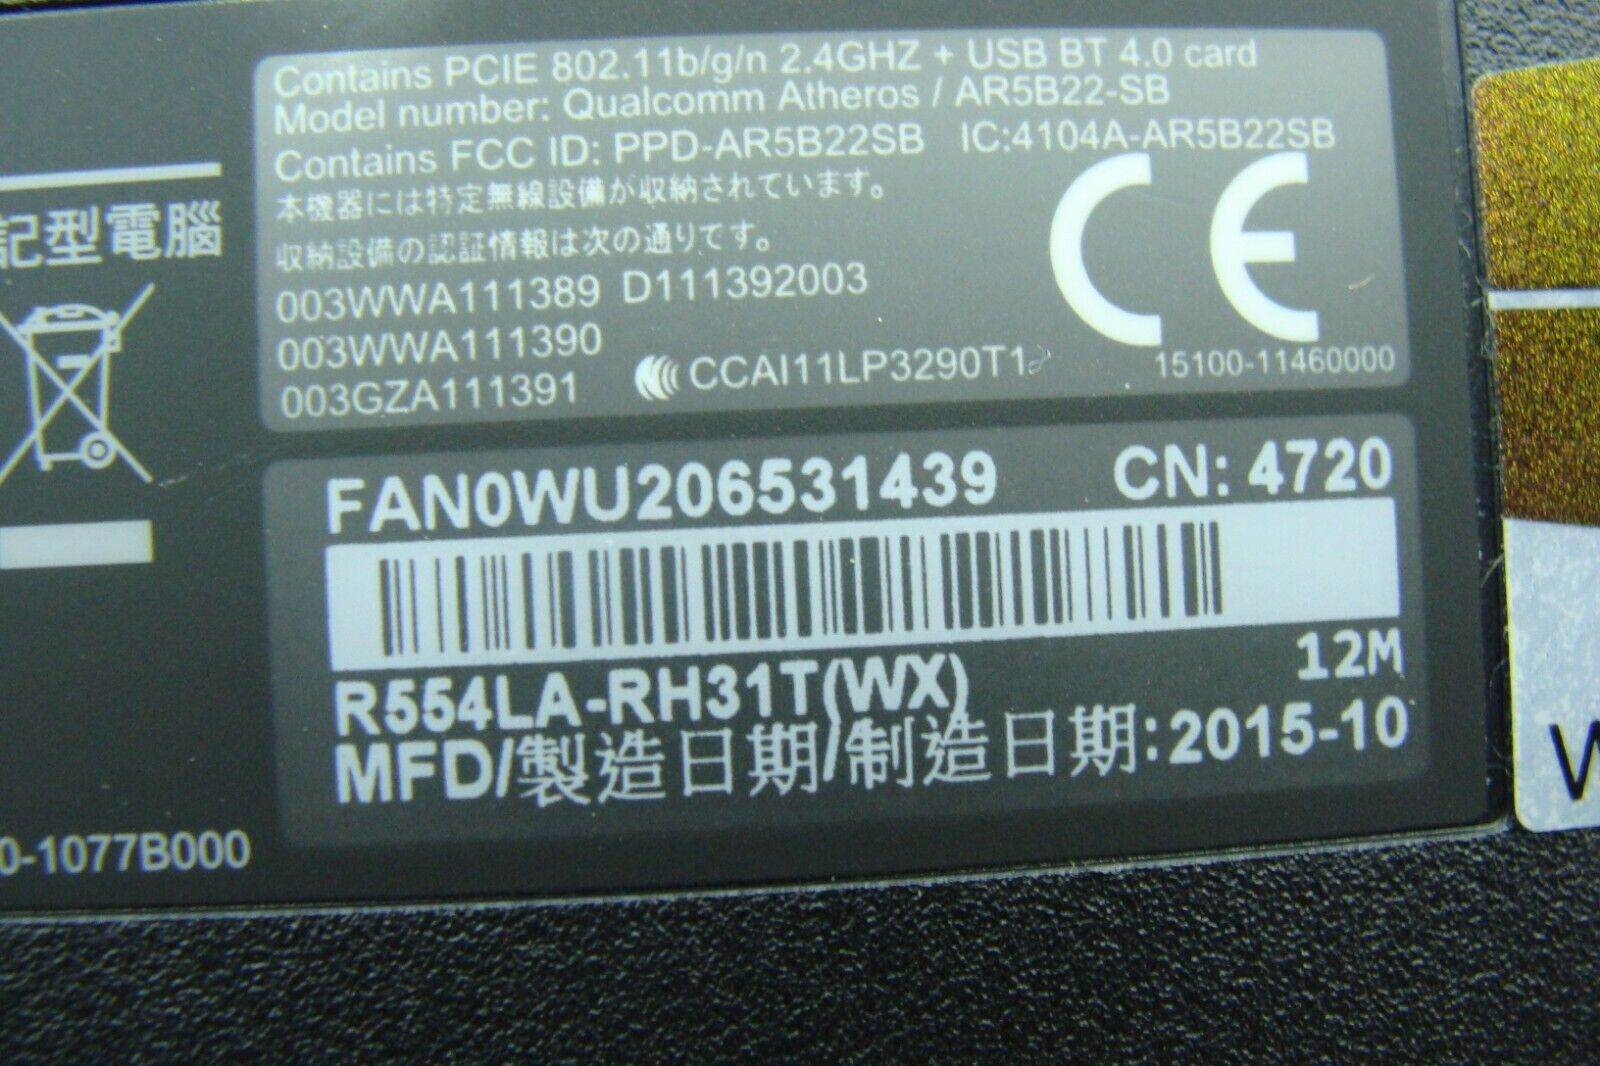 Contains PCIE 802.11b/g/n 2.4GHZ + USB BT 4.0 card
Model number: Qualcomm Atheros / AR5B22-SB
Contains FCC ID: PPD-AR5B22SB IC:4104A-AR5B22SB
本機器には特定無線設備が収納されています。
収納設備の認証情報は次の通りです。
003WWA111389 D111392003
003WWA111390
003GZA111391
CCAI11LP3290T1
CE
15100-11460000
記型電腦
FAN0WU206531439 CN: 4720
12M
R554LA-RH31T(WX)
MFD/製造日期/制造日期:2015-10
0-1077B000
W